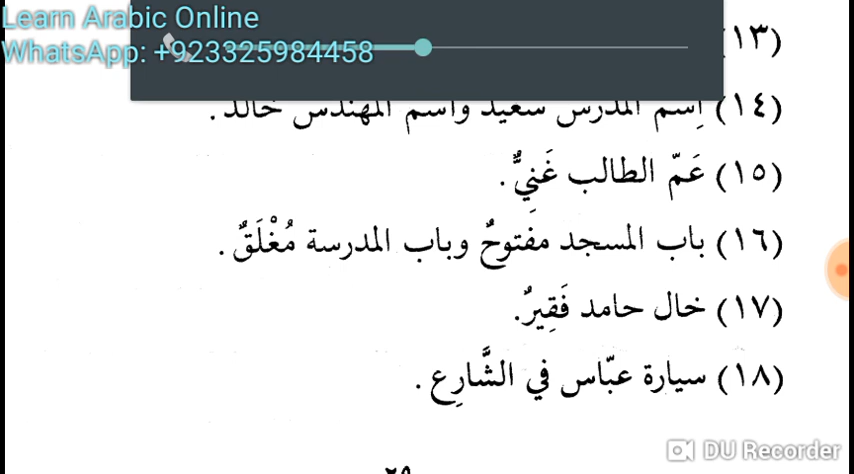 Learn Arabic Online
WhatsApp: +923325984458
(١٣)
(١٤) اِسم المدرس سعيد واسم المهندس خالد .
(١٥) عَمّ الطالب غَنِيٌّ .
(١٦) باب المسجد مفتوحٌ وباب المدرسة مُغْلَقٌ .
(١٧) خال حامد فَقِيرٌ.
(١٨) سيارة عبّاس في الشَّارِع .
٢٥
DU Recorder